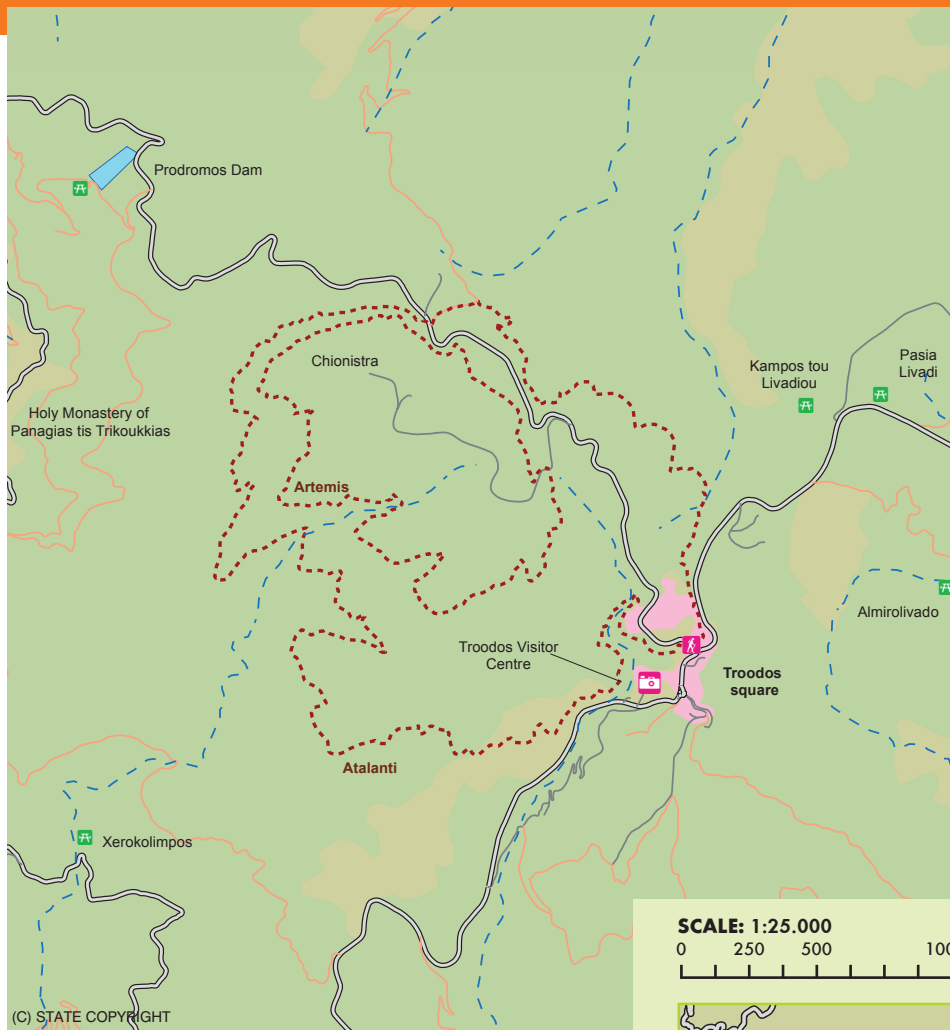 Prodromos Dam
Chionistra
Kampos tou
Livadiou
Pasia
Livadi
Holy Monastery of
Panagias tis Trikoukkias
Artemis
Almirolivado
Troodos Visitor
Centre
Troodos
square
Atalanti
Xerokolimpos
SCALE: 1:25.000
0 250 500 100
(C) STATE COPYRIGHT